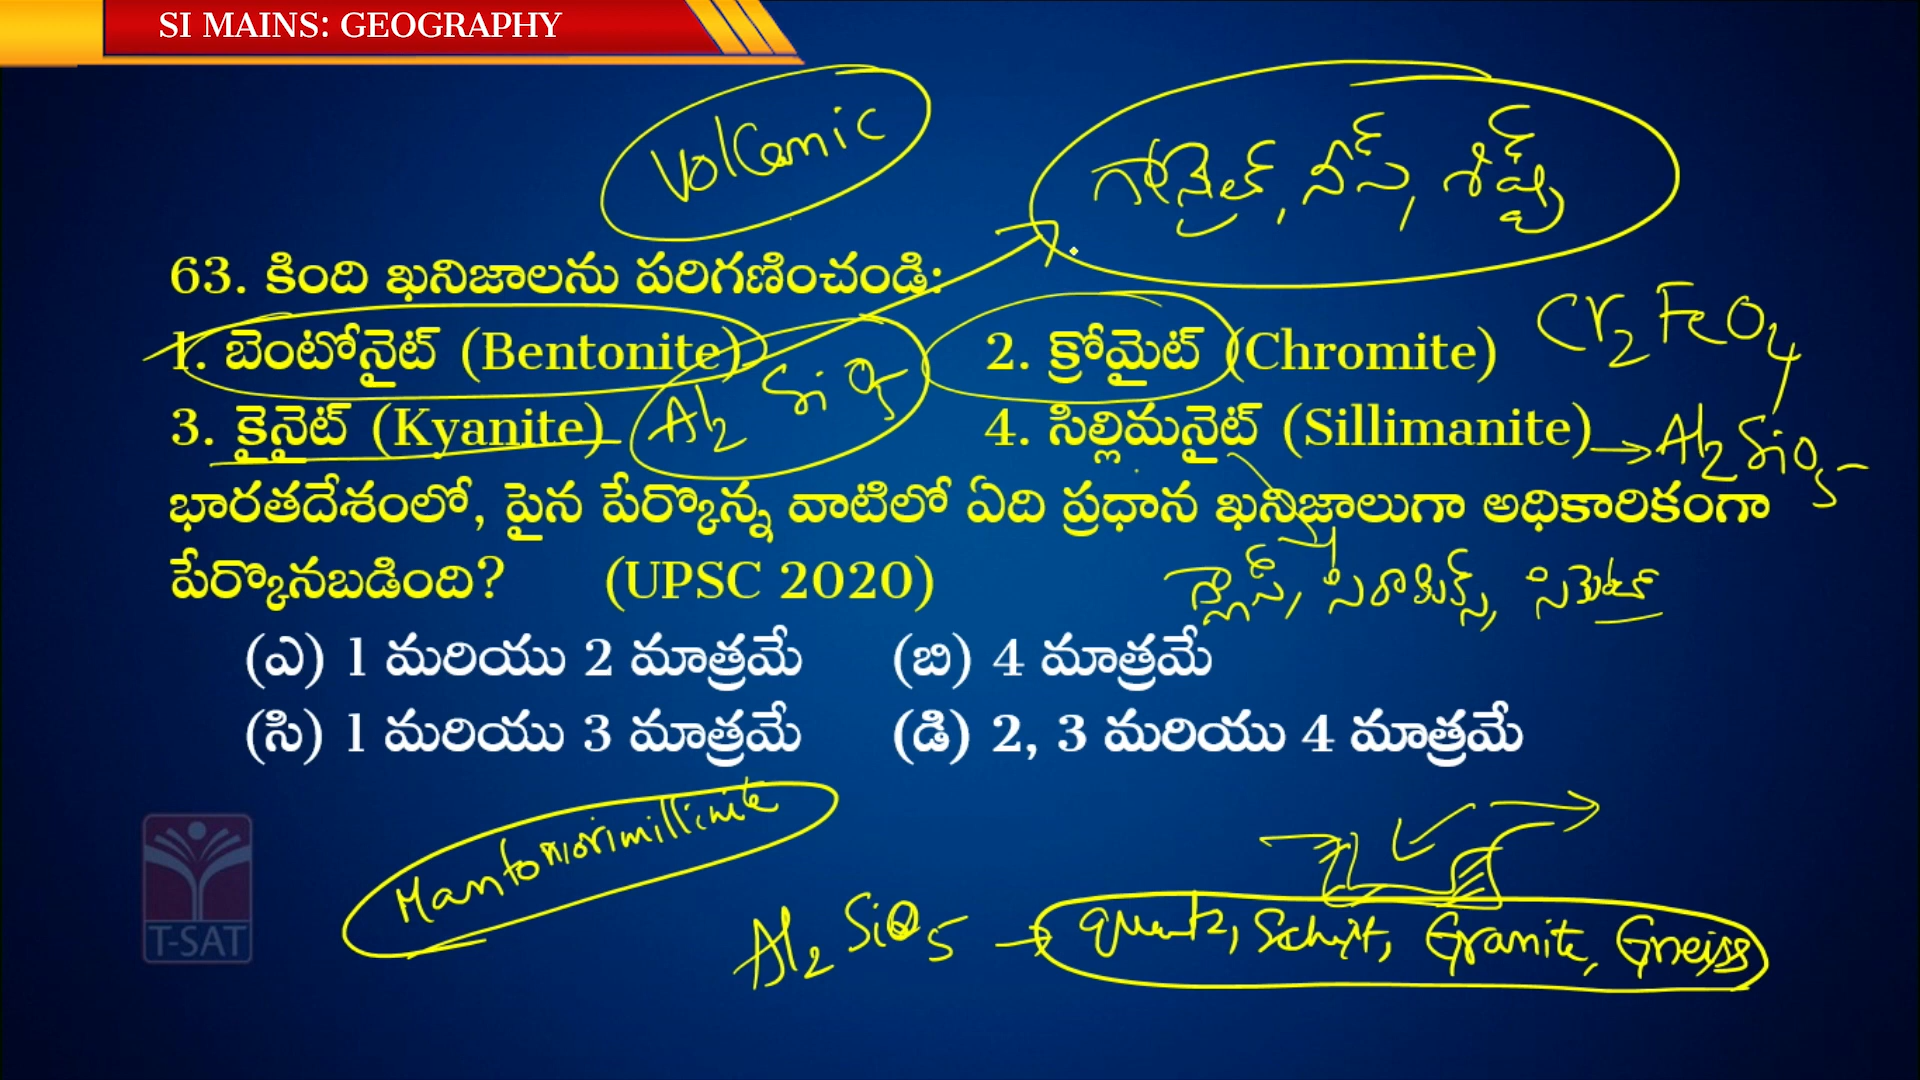 SI MAINS: GEOGRAPHY
Volcanic
63. కింది ఖనిజాలను పరిగణించండి:
1. బెంటోనైట్ (Bentonite) 2. క్రోమైట్ (Chromite) Cr2FeO4
Al2SiO5
3. కైనైట్ (Kyanite) 4. సిల్లిమనైట్ (Sillimanite) → Al2SiO5
భారతదేశంలో, పైన పేర్కొన్న వాటిలో ఏది ప్రధాన ఖనిజాలుగా అధికారికంగా
పేర్కొనబడింది? (UPSC 2020)
(ఎ) 1 మరియు 2 మాత్రమే (బి) 4 మాత్రమే
(సి) 1 మరియు 3 మాత్రమే (డి) 2, 3 మరియు 4 మాత్రమే
Mantomorimillinite
Al2SiO5 → quartz, Schist, Granite, Gneiss
T-SAT